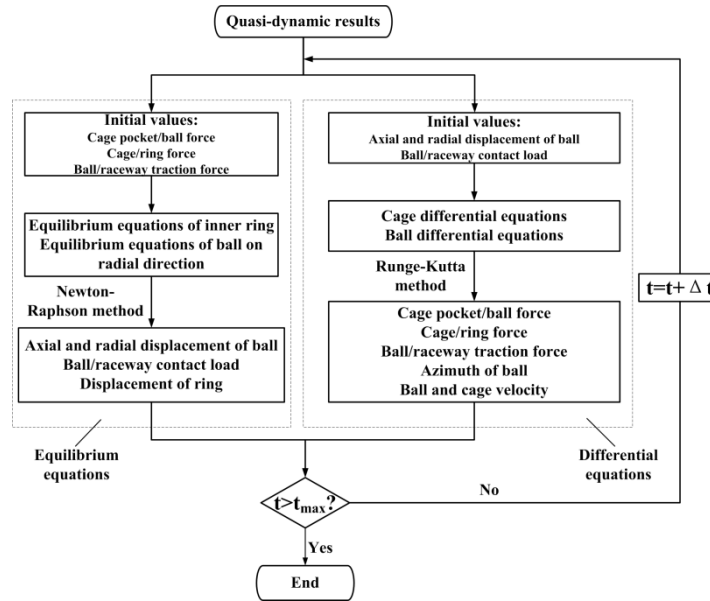 Quasi-dynamic results
Initial values:
Cage pocket/ball force
Cage/ring force
Ball/raceway traction force
Equilibrium equations of inner ring
Equilibrium equations of ball on
radial direction
Newton-
Raphson method
Axial and radial displacement of ball
Ball/raceway contact load
Displacement of ring
Equilibrium
equations
Initial values:
Axial and radial displacement of ball
Ball/raceway contact load
Cage differential equations
Ball differential equations
Runge-Kutta
method
Cage pocket/ball force
Cage/ring force
Ball/raceway traction force
Azimuth of ball
Ball and cage velocity
Differential
equations
t=t+ Δ t
t>tmax?
No
Yes
End